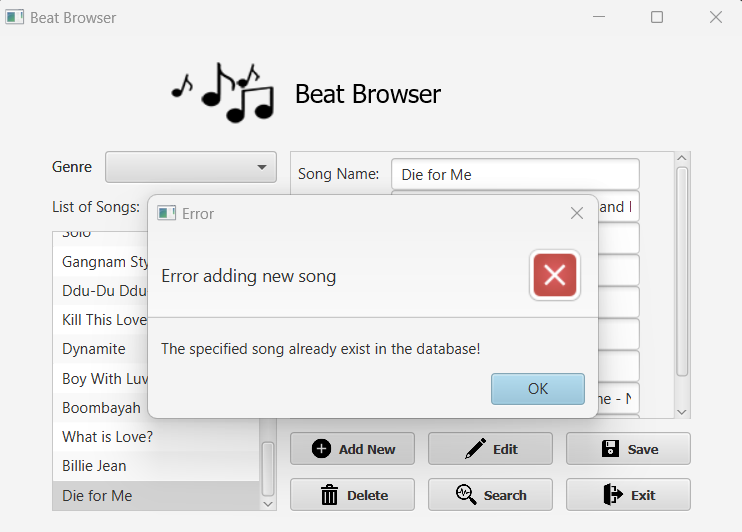 Beat Browser
Beat Browser
Genre
Song Name: Die for Me
List of Songs:
and
Solo
Error
Gangnam Sty
Error adding new song
Ddu-Du Ddu
Kill This Love
The specified song already exist in the database!
Dynamite
Boy With Luv
OK
Boombayah
ne - N
What is Love?
Add New Edit Save
Billie Jean
Die for Me
Delete Search Exit